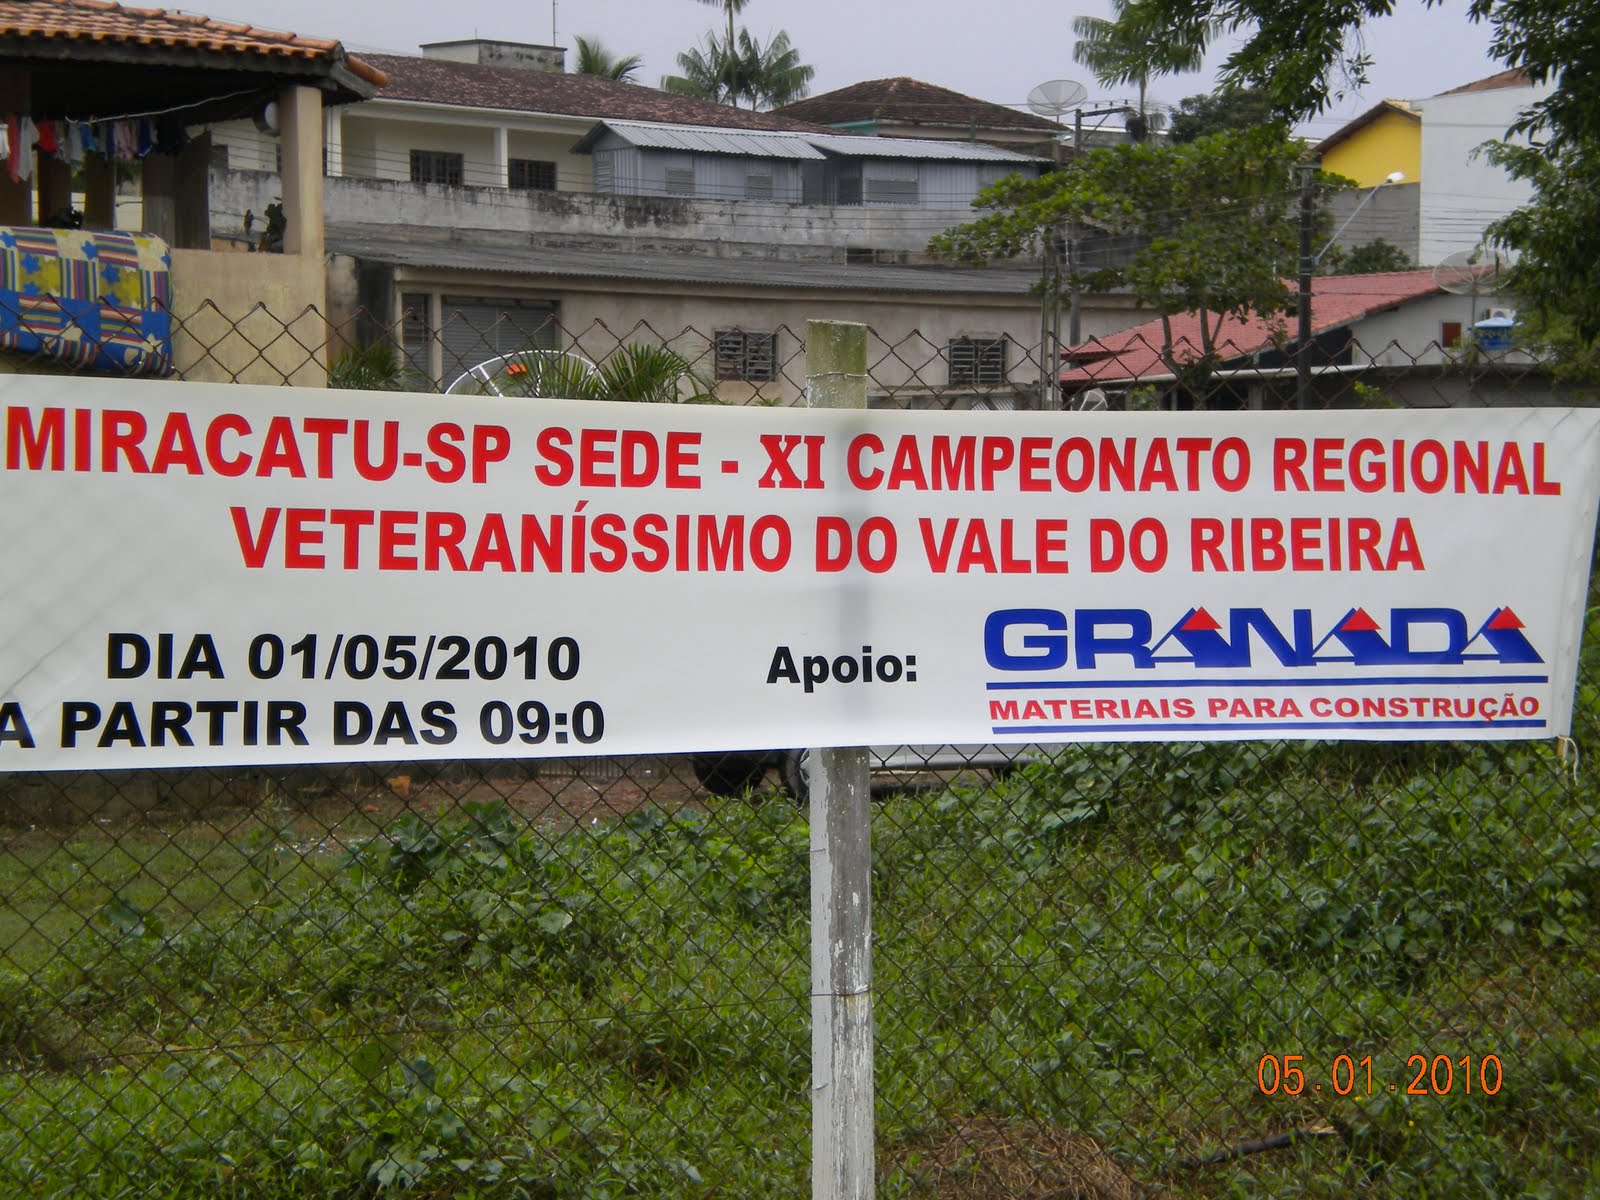 MIRACATU-SP SEDE - XI CAMPEONATO REGIONAL
VETERANÍSSIMO DO VALE DO RIBEIRA
DIA 01/05/2010
A PARTIR DAS 09:0
Apoio:
GRANADA
MATERIAIS PARA CONSTRUÇÃO
05.01.2010